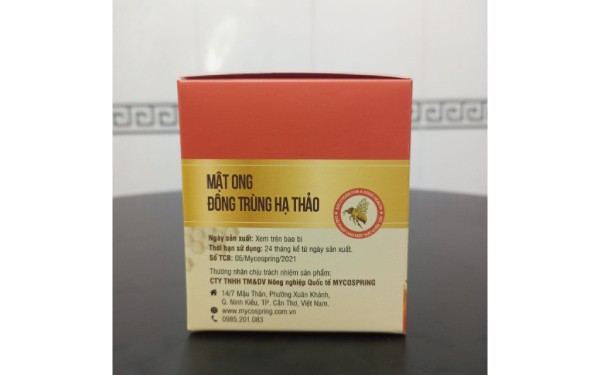 MẬT ONG
ĐÔNG TRÙNG HẠ THẢO
Ngày sản xuất: Xem trên bao bì
Thời hạn sử dụng: 24 tháng kể từ ngày sản xuất.
Số TCB: 05/Mycospring/2021
Thương nhân chịu trách nhiệm sản phẩm:
CTY TNHH TM&DV Nông nghiệp Quốc tế MYCOSPRING
14/7 Mậu Thân, Phường Xuân Khánh,
Q. Ninh Kiều, TP. Cần Thơ, Việt Nam.
www.mycospring.com.vn
0985.201.083